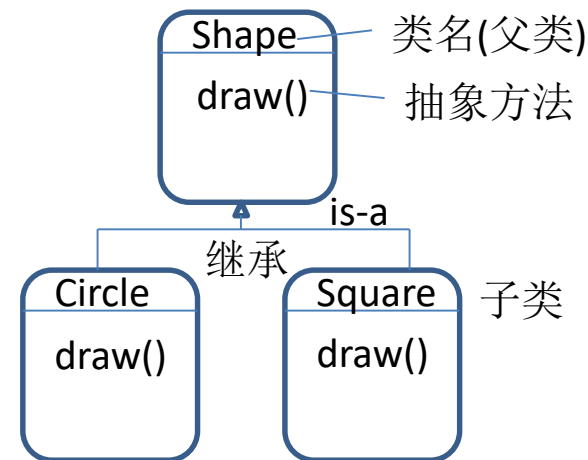 Shape
类名(父类)
draw()
抽象方法
is-a
继承
Circle
Square
子类
draw()
draw()